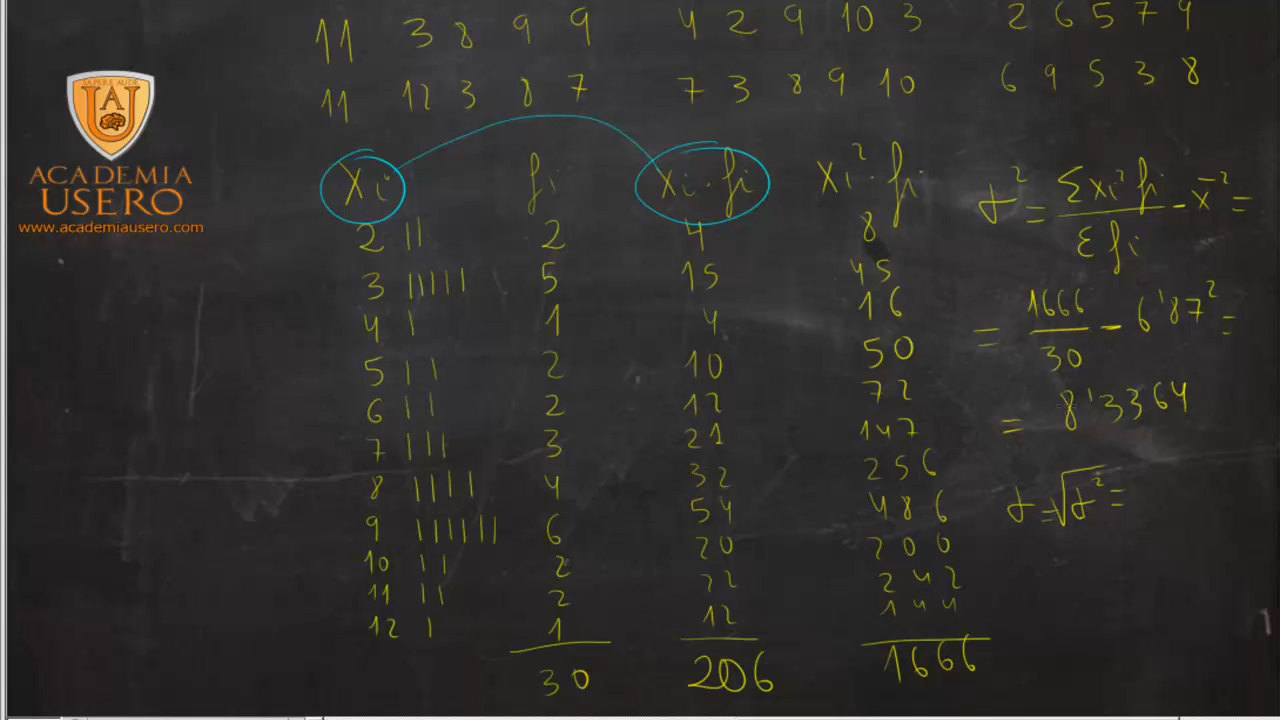 11 3 8 9 9 4 2 9 10 3 2 6 5 7 9
11 12 3 8 7 7 3 8 9 10 6 9 5 3 8
SAPERE AUDE
UA
ACADEMIA
USERO
www.academiausero.com
Xi fi Xi·fi Xi²·fi
2 || 2 4 8
3 ||||| 5 15 45
4 | 1 4 16
5 || 2 10 50
6 || 2 12 72
7 ||| 3 21 147
8 |||| 4 32 256
9 |||||| 6 54 486
10 || 2 20 200
11 || 2 22 242
12 | 1 12 144
30 206 1666
σ² = Σxi² fi / Σfi - x̄² =
= 1666 / 30 - 6'87² =
= 8'3364
σ = √σ² =